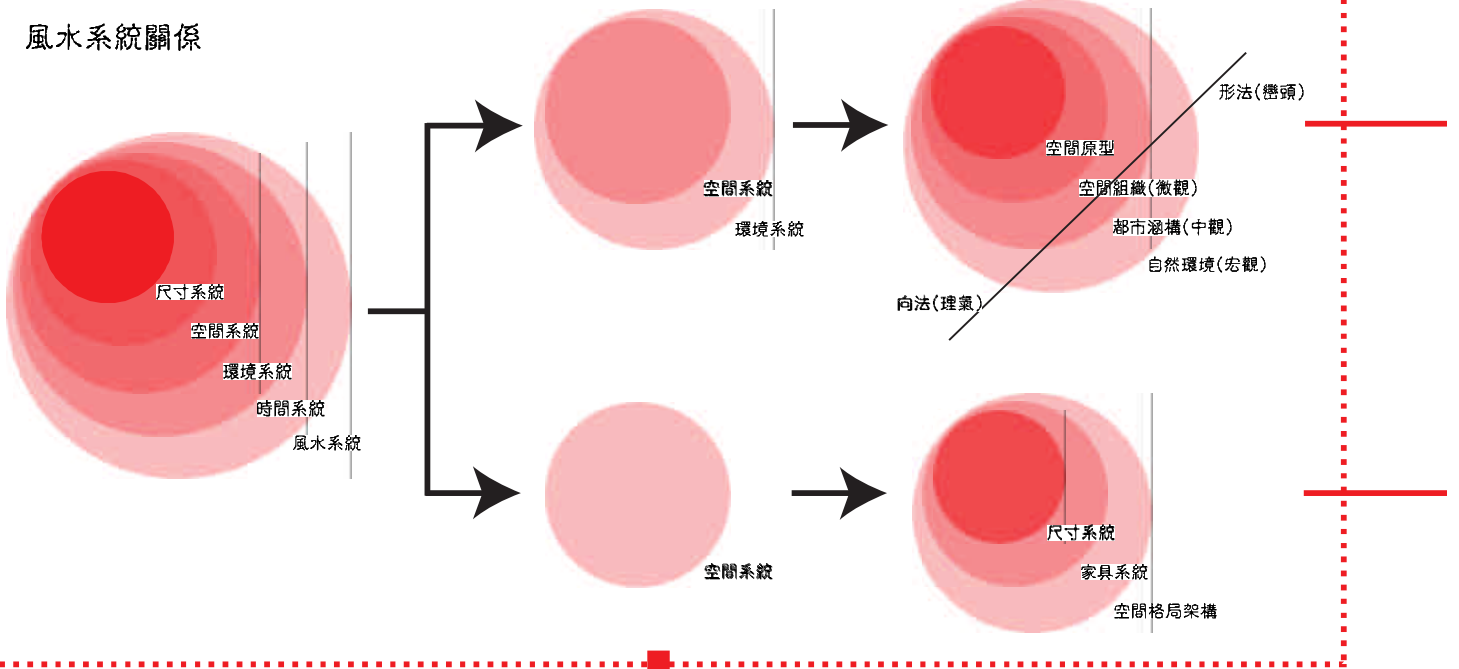 風水系統關係
尺寸系統
空間系統
環境系統
時間系統
風水系統
空間系統
環境系統
形法(巒頭)
空間原型
空間組織(微觀)
都市涵構(中觀)
自然環境(宏觀)
向法(理氣)
空間系統
尺寸系統
家具系統
空間格局架構